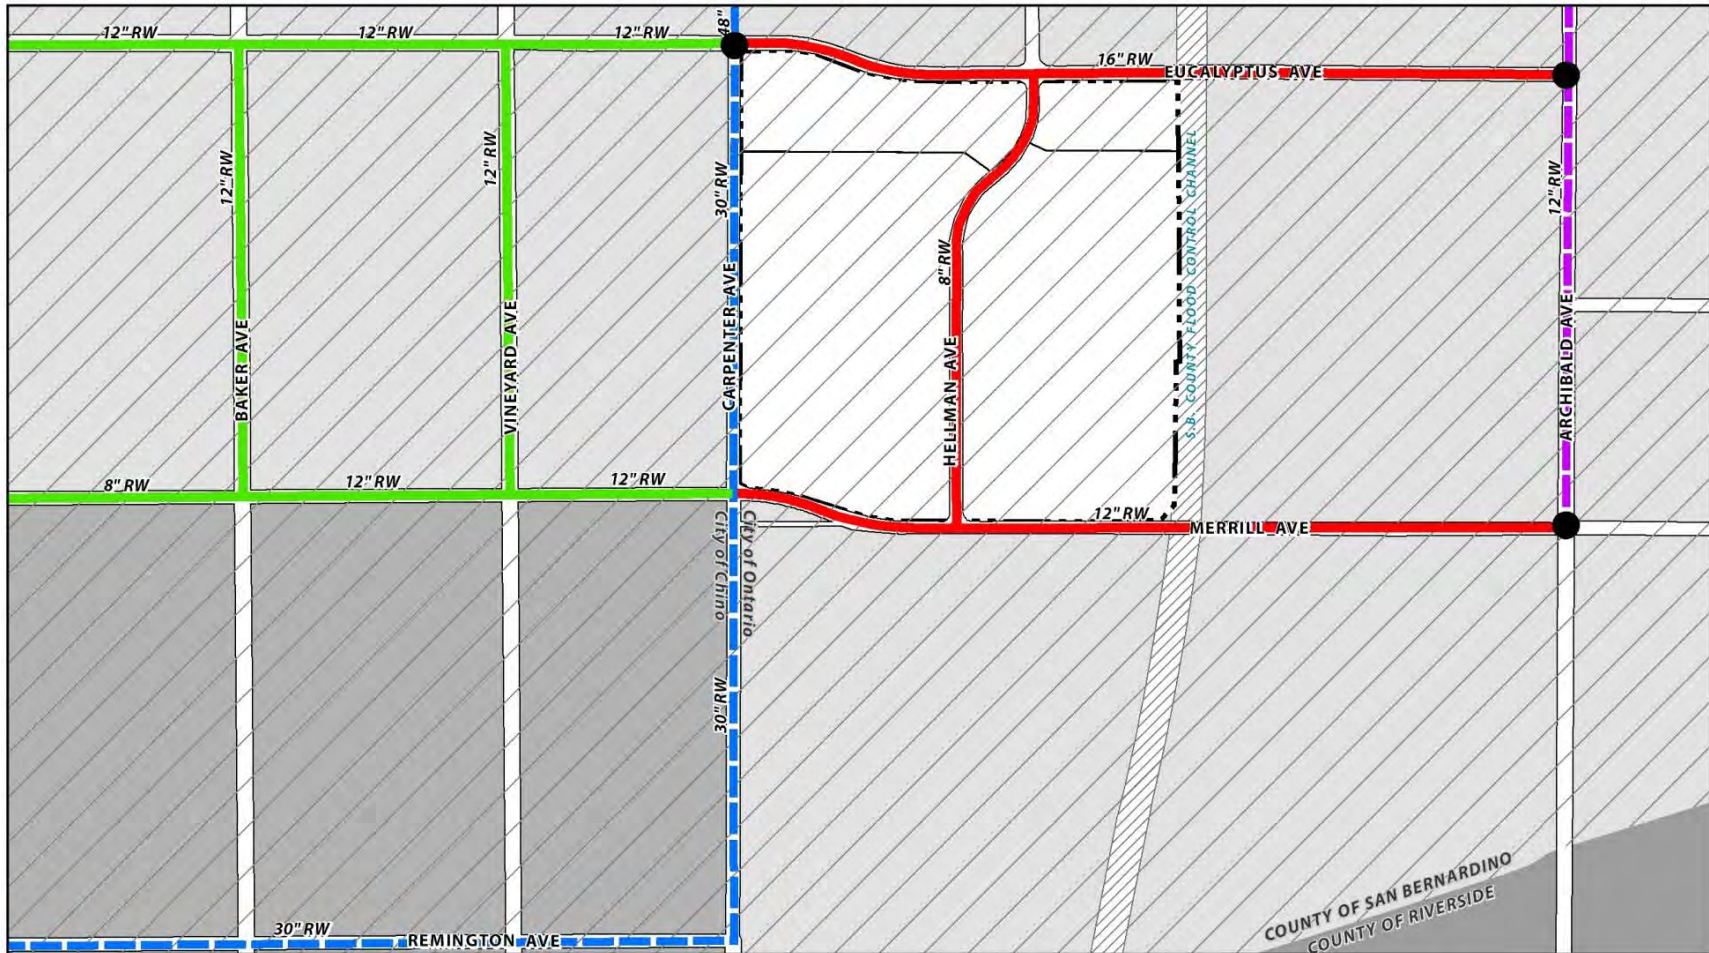 12" RW
12" RW
12" RW
48"
16" RW
EUCALYPTUS AVE
12" RW
12" RW
30" RW
12" RW
8" RW
S.B. COUNTY FLOOD CONTROL CHANNEL
BAKER AVE
VINEYARD AVE
CARPENTER AVE
HELLMAN AVE
ARCHIBALD AVE
8" RW
12" RW
12" RW
12" RW
MERRILL AVE
City of Chino
City of Ontario
30" RW
30" RW
REMINGTON AVE
COUNTY OF SAN BERNARDINO
COUNTY OF RIVERSIDE